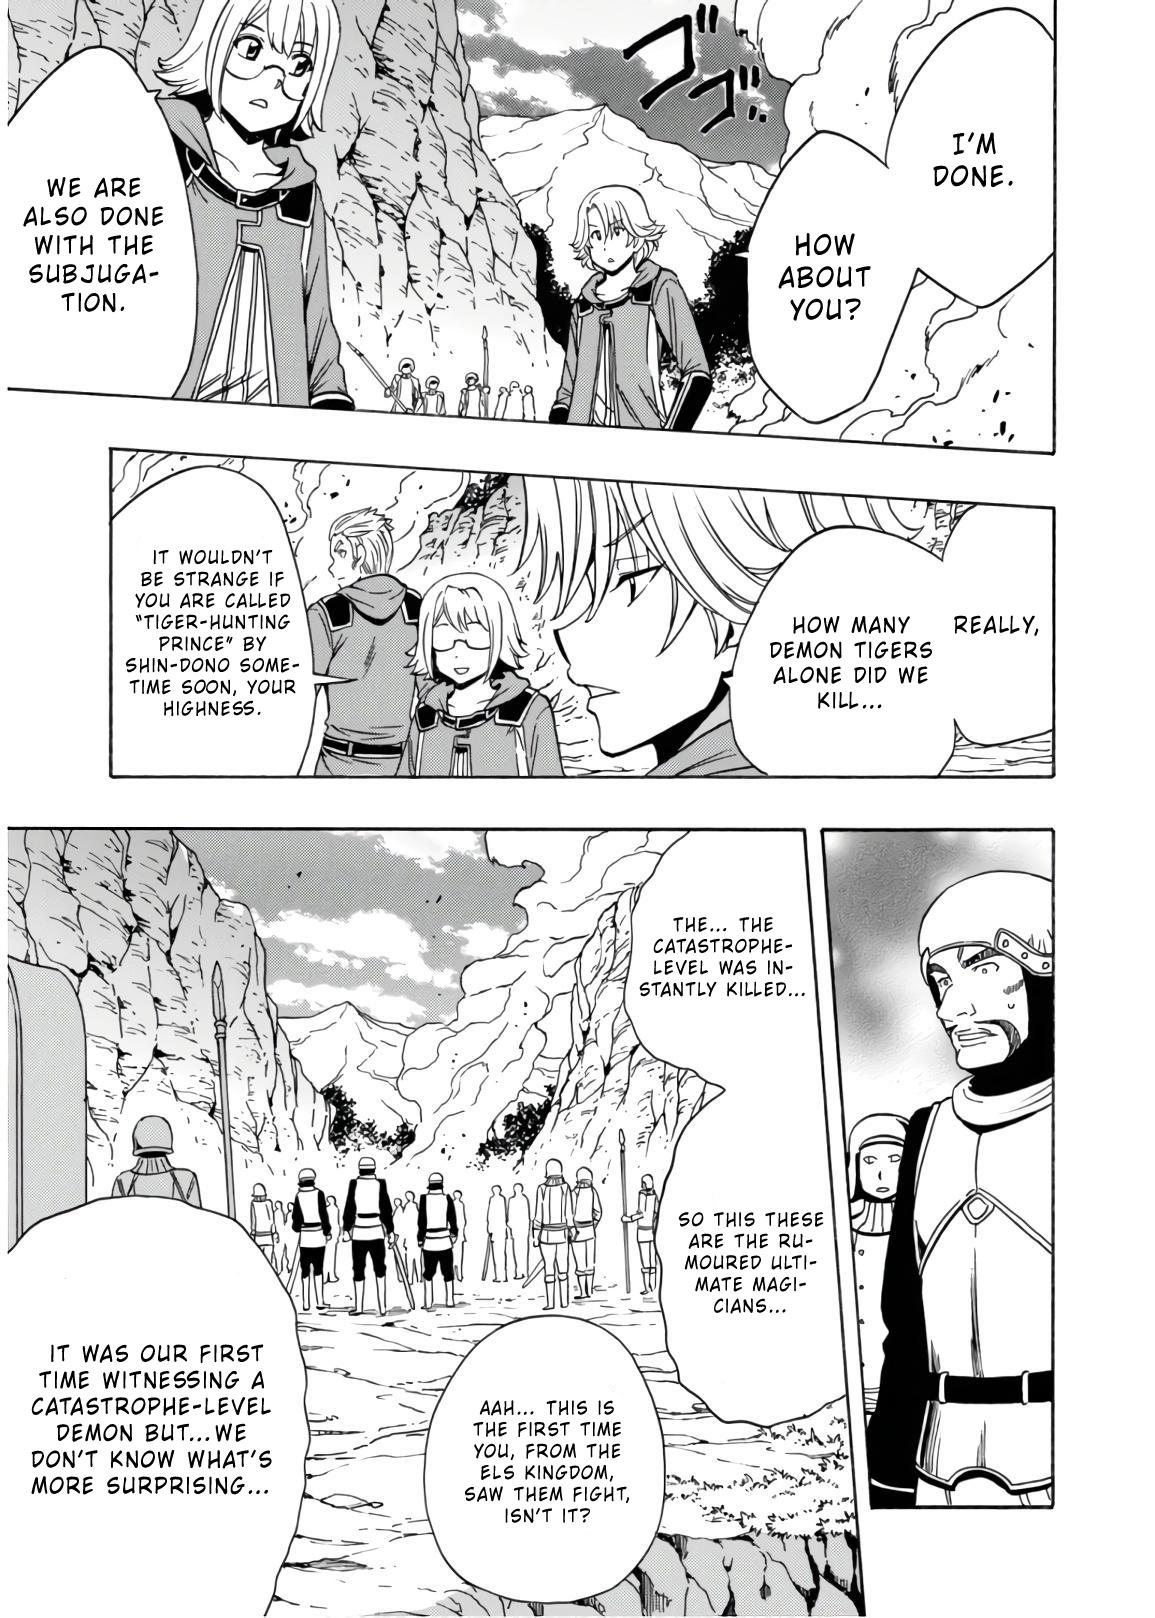 I'M
DONE.
HOW
ABOUT
YOU?
ゴゴゴ
WE ARE
ALSO DONE
WITH THE
SUBJUGA-
TION.
REALLY,
HOW MANY
DEMON TIGERS
ALONE DID WE
KILL...
IT WOULDN'T
BE STRANGE IF
YOU ARE CALLED
"TIGER-HUNTING
PRINCE" BY
SHIN-DONO SOME-
TIME SOON, YOUR
HIGHNESS.
THE... THE
CATASTROPHE-
LEVEL WAS IN-
STANTLY KILLED...
SO THIS THESE
ARE THE RU-
MOURED ULTI-
MATE MAGI-
CIANS...
AAH... THIS IS
THE FIRST TIME
YOU, FROM THE
ELS KINGDOM,
SAW THEM FIGHT,
ISN'T IT?
IT WAS OUR FIRST
TIME WITNESSING A
CATASTROPHE-LEVEL
DEMON BUT...WE
DON'T KNOW WHAT'S
MORE SURPRISING...